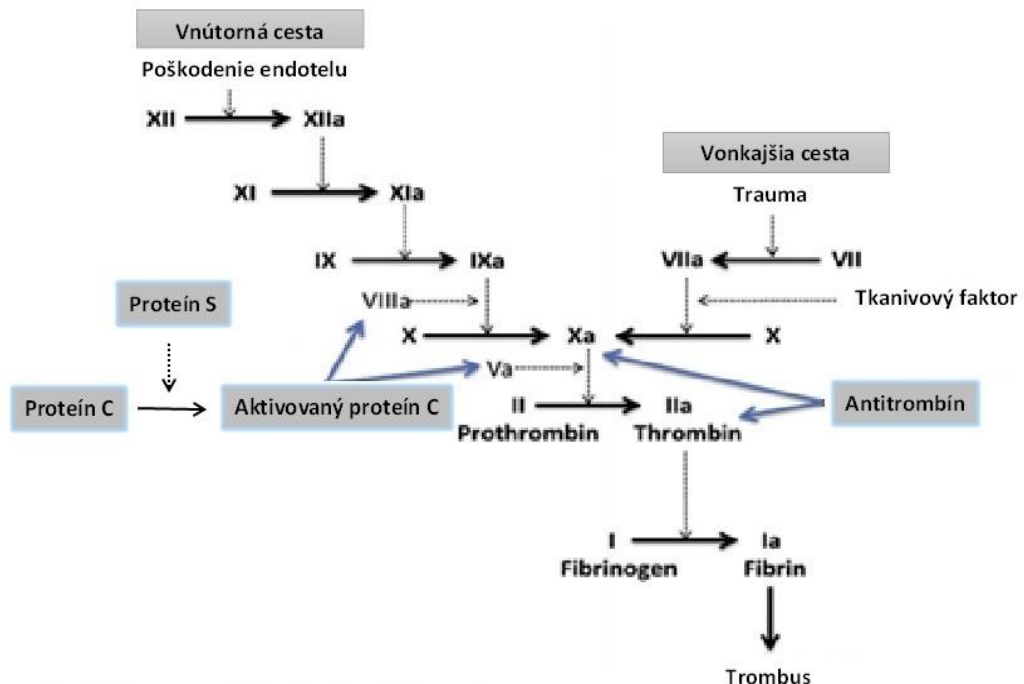 Vnútorná cesta
Poškodenie endotelu
XII XIIa
Vonkajšia cesta
XI XIa
Trauma
IX IXa VIIa VII
Proteín S
VIIIa Tkanivový faktor
X Xa X
Va
Proteín C Aktivovaný proteín C II IIa Antitrombín
Prothrombin Thrombin
I Ia
Fibrinogen Fibrin
Trombus